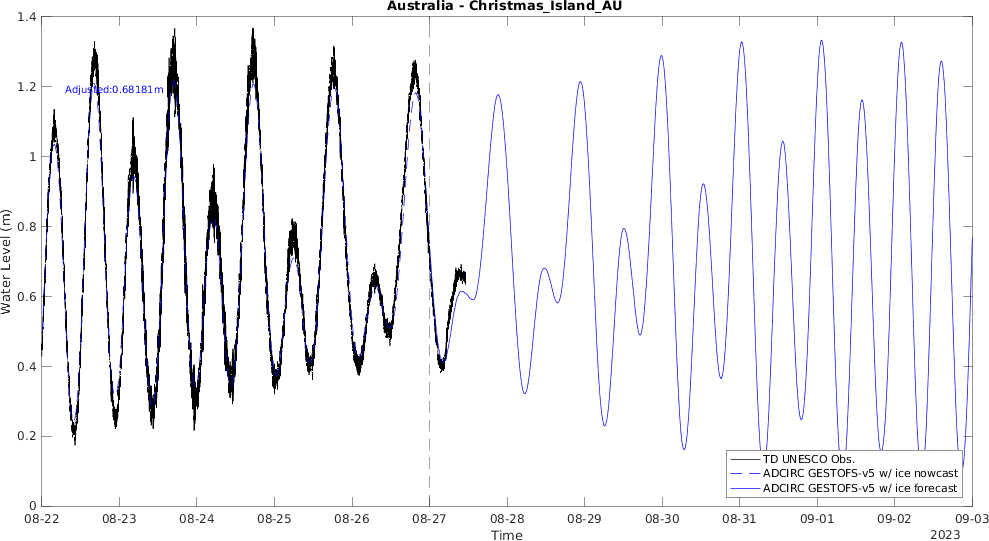 Australia - Christmas_Island_AU
1.4
1.2
1
0.8
0.6
0.4
0.2
0
Water Level (m)
Adjusted:0.68181m
TD UNESCO Obs.
ADCIRC GESTOFS-v5 w/ ice nowcast
ADCIRC GESTOFS-v5 w/ ice forecast
08-22 08-23 08-24 08-25 08-26 08-27 08-28 08-29 08-30 08-31 09-01 09-02 09-03
Time
2023